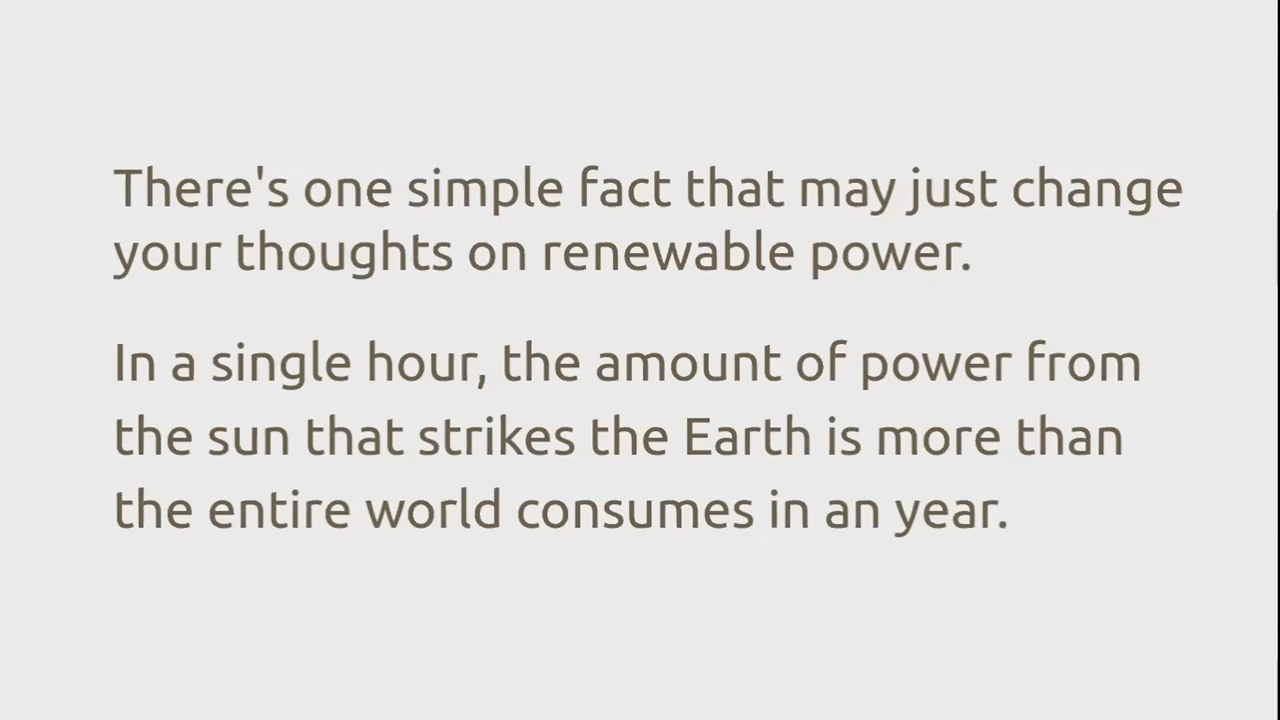 There's one simple fact that may just change
your thoughts on renewable power.
In a single hour, the amount of power from
the sun that strikes the Earth is more than
the entire world consumes in an year.